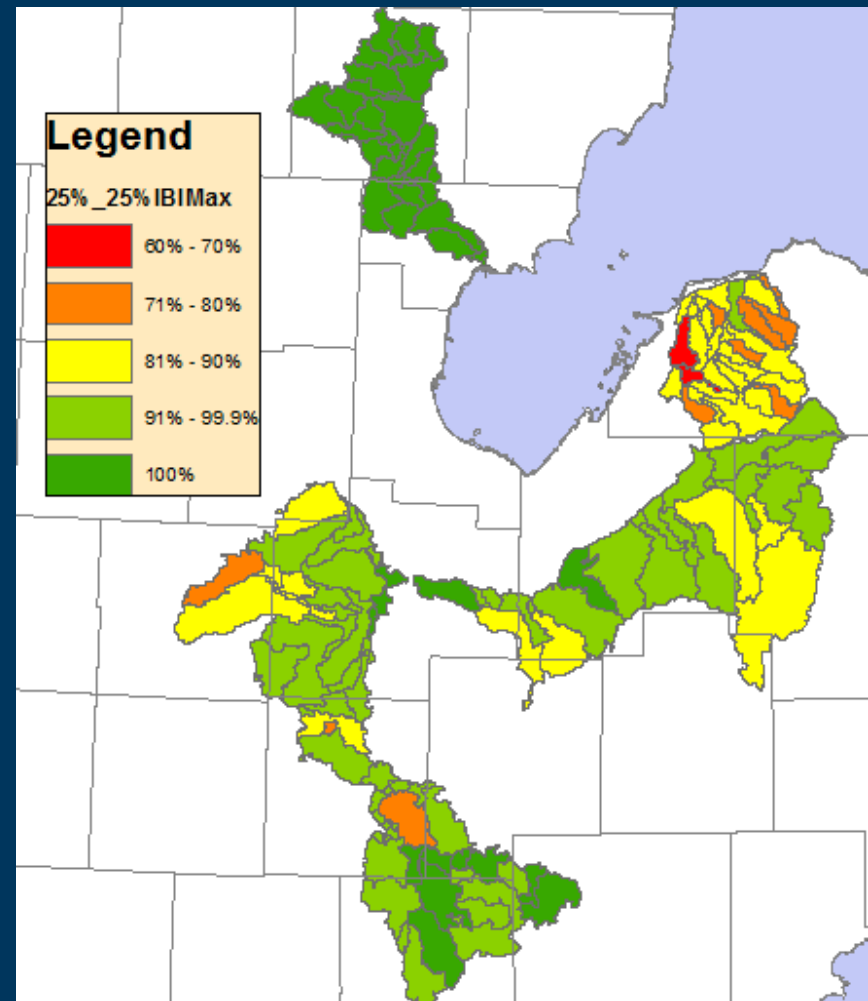 Legend
25%_25% IBIMax
60% - 70%
71% - 80%
81% - 90%
91% - 99.9%
100%